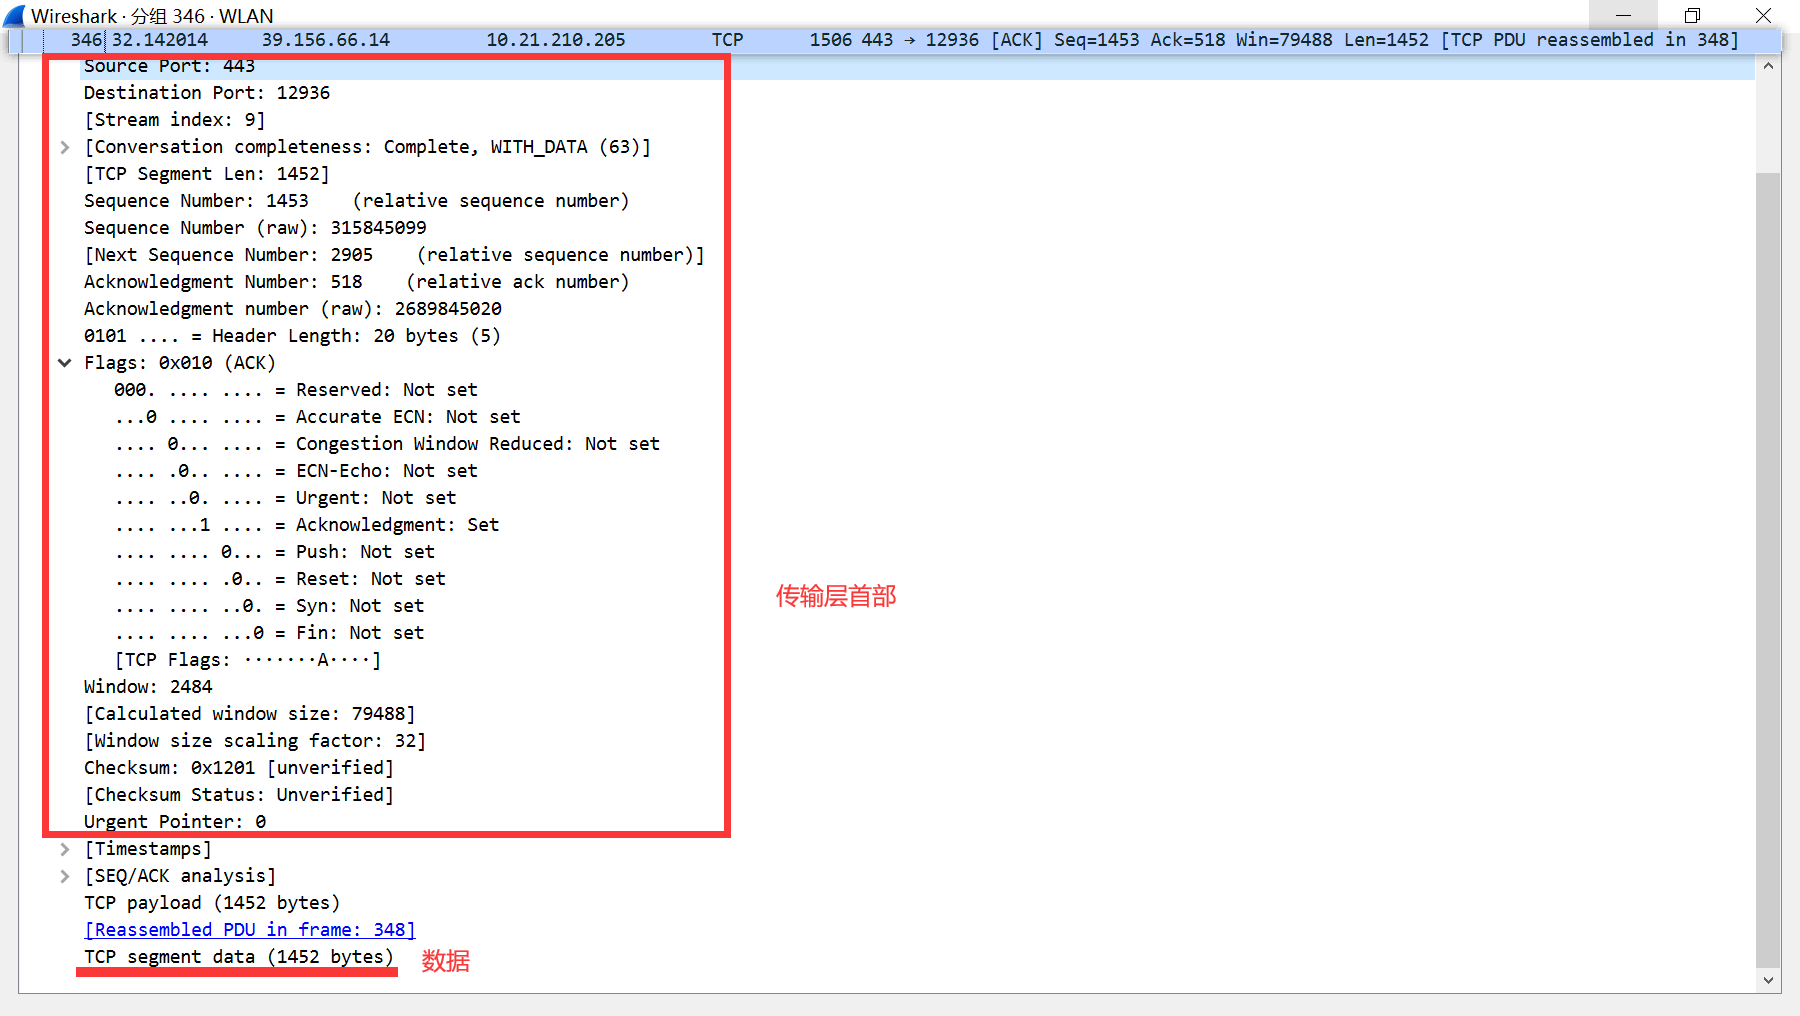 Wireshark · 分组 346 · WLAN
346 32.142014 39.156.66.14 10.21.210.205 TCP 1506 443 → 12936 [ACK] Seq=1453 Ack=518 Win=79488 Len=1452 [TCP PDU reassembled in 348]
Source Port: 443
Destination Port: 12936
[Stream index: 9]
[Conversation completeness: Complete, WITH_DATA (63)]
[TCP Segment Len: 1452]
Sequence Number: 1453    (relative sequence number)
Sequence Number (raw): 315845099
[Next Sequence Number: 2905    (relative sequence number)]
Acknowledgment Number: 518    (relative ack number)
Acknowledgment number (raw): 2689845020
0101 .... = Header Length: 20 bytes (5)
Flags: 0x010 (ACK)
000. .... .... = Reserved: Not set
...0 .... .... = Accurate ECN: Not set
.... 0... .... = Congestion Window Reduced: Not set
.... .0.. .... = ECN-Echo: Not set
.... ..0. .... = Urgent: Not set
.... ...1 .... = Acknowledgment: Set
.... .... 0... = Push: Not set
.... .... .0.. = Reset: Not set
.... .... ..0. = Syn: Not set
.... .... ...0 = Fin: Not set
[TCP Flags: ·······A····]
Window: 2484
[Calculated window size: 79488]
[Window size scaling factor: 32]
Checksum: 0x1201 [unverified]
[Checksum Status: Unverified]
Urgent Pointer: 0
传输层首部
[Timestamps]
[SEQ/ACK analysis]
TCP payload (1452 bytes)
[Reassembled PDU in frame: 348]
TCP segment data (1452 bytes)
数据